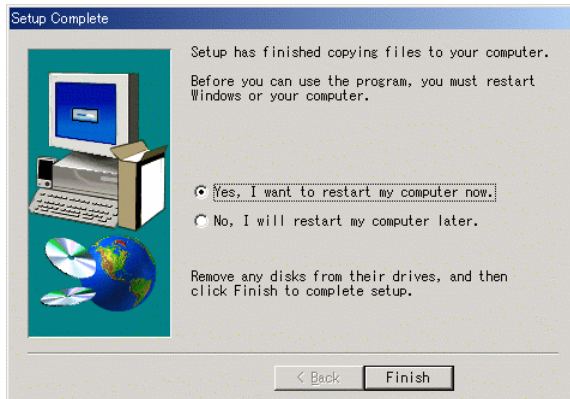 Setup Complete
Setup has finished copying files to your computer.
Before you can use the program, you must restart
Windows or your computer.
Yes, I want to restart my computer now.
No, I will restart my computer later.
Remove any disks from their drives, and then
click Finish to complete setup.
< Back
Finish